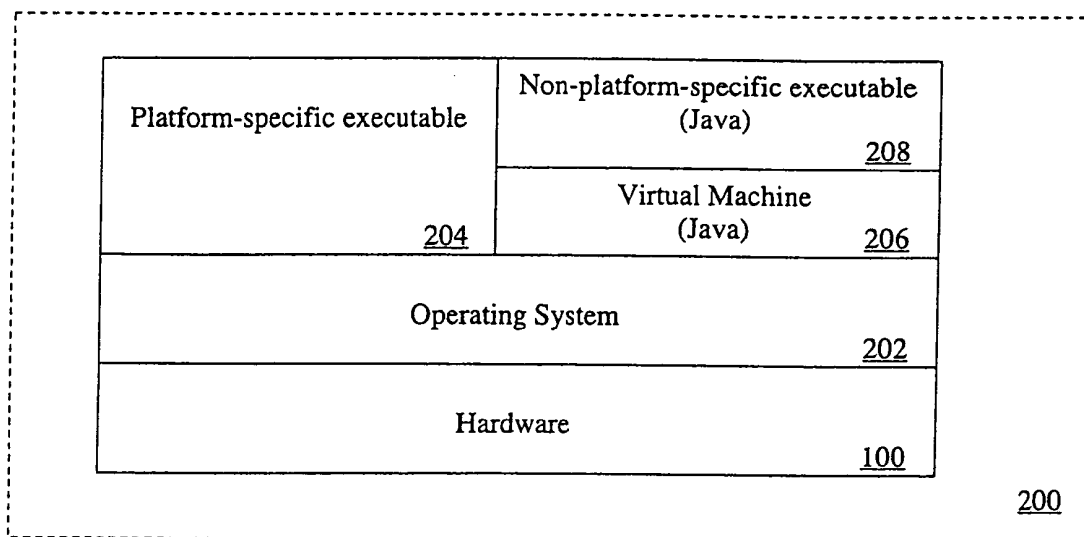 Platform-specific executable
204
Non-platform-specific executable
(Java)
208
Virtual Machine
(Java)
206
Operating System
202
Hardware
100
200